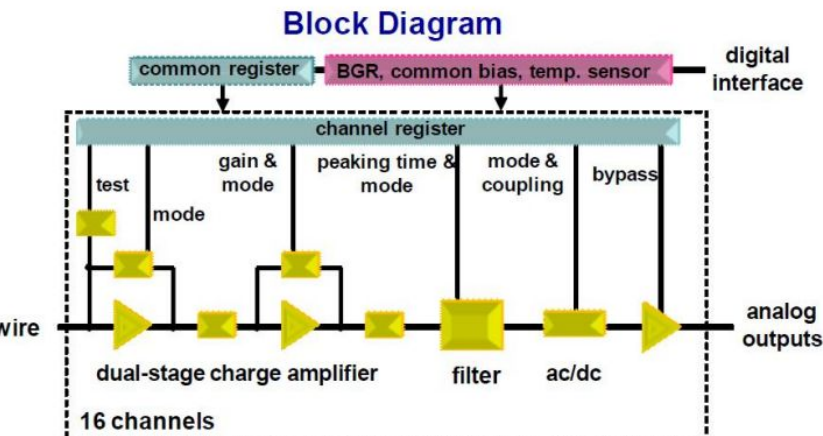 Block Diagram
common register
BGR, common bias, temp. sensor
digital
interface
channel register
test
mode
gain &
mode
peaking time &
mode
mode &
coupling
bypass
wire
analog
outputs
dual-stage charge amplifier
filter
ac/dc
16 channels